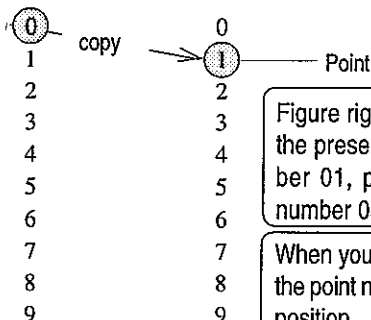 0 0
copy
1 1 Point
2 2
3 3
4 4
5 5
6 6
7 7
8 8
9 9
Figure rig
the prese
ber 01, p
number 0
When you
the point n
position